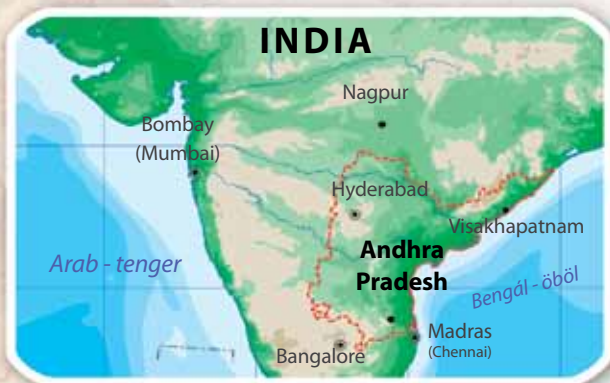 INDIA
Nagpur
Bombay
(Mumbai)
Hyderabad
Visakhapatnam
Andhra
Pradesh
Arab - tenger
Bengál - öböl
Madras
(Chennai)
Bangalore